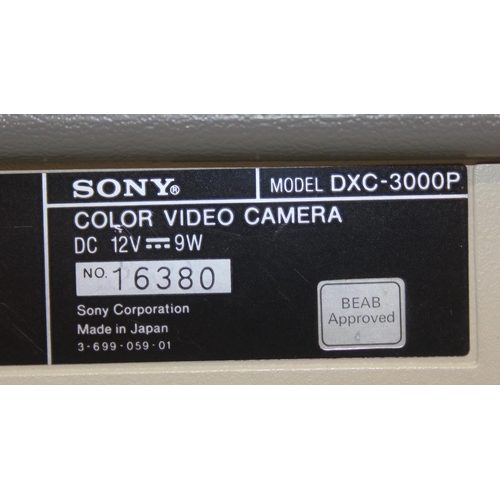 SONY®
MODEL DXC-3000P
COLOR VIDEO CAMERA
DC 12V ⎓ 9W
NO. 16380
Sony Corporation
Made in Japan
3-699-059-01
BEAB
Approved